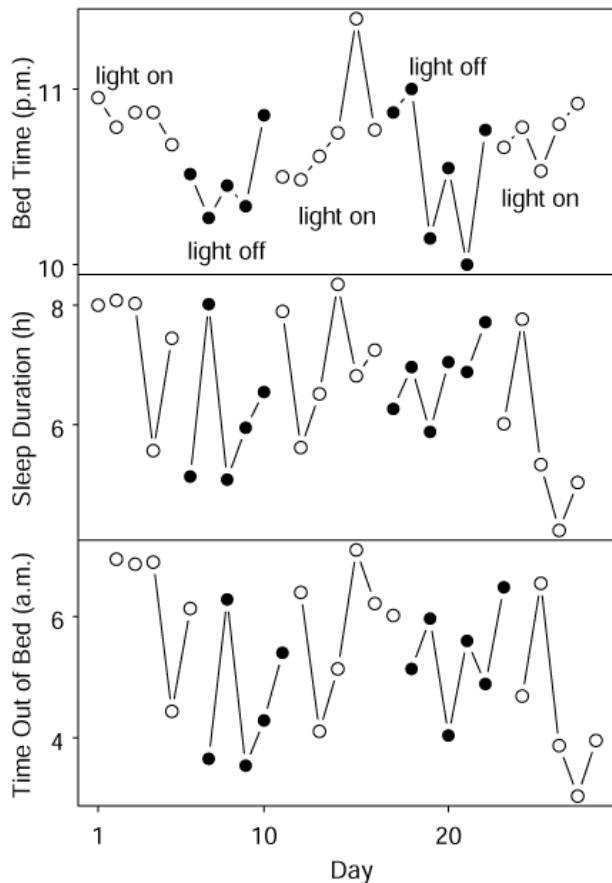 light on
light off
light off
light on
light on
11
10
Bed Time (p.m.)
8
6
Sleep Duration (h)
6
4
Time Out of Bed (a.m.)
1 10 20
Day